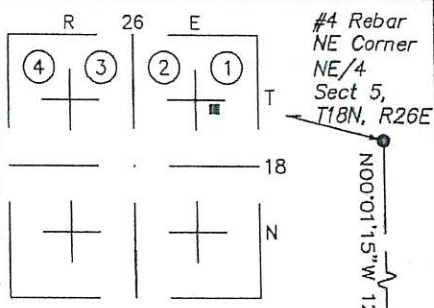 R 26 E
4 3 2 1
T
18
N
#4 Rebar
NE Corner
NE/4
Sect 5,
T18N, R26E
N00°01'15"W